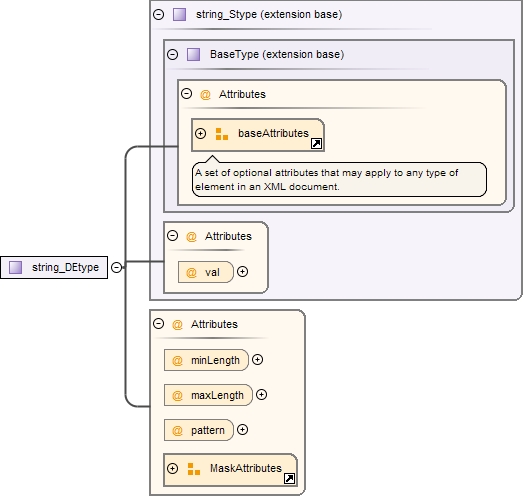 string_Stype (extension base)
BaseType (extension base)
@ Attributes
baseAttributes
A set of optional attributes that may apply to any type of
element in an XML document.
@ Attributes
@ val
string_DEtype
@ Attributes
@ minLength
@ maxLength
@ pattern
MaskAttributes